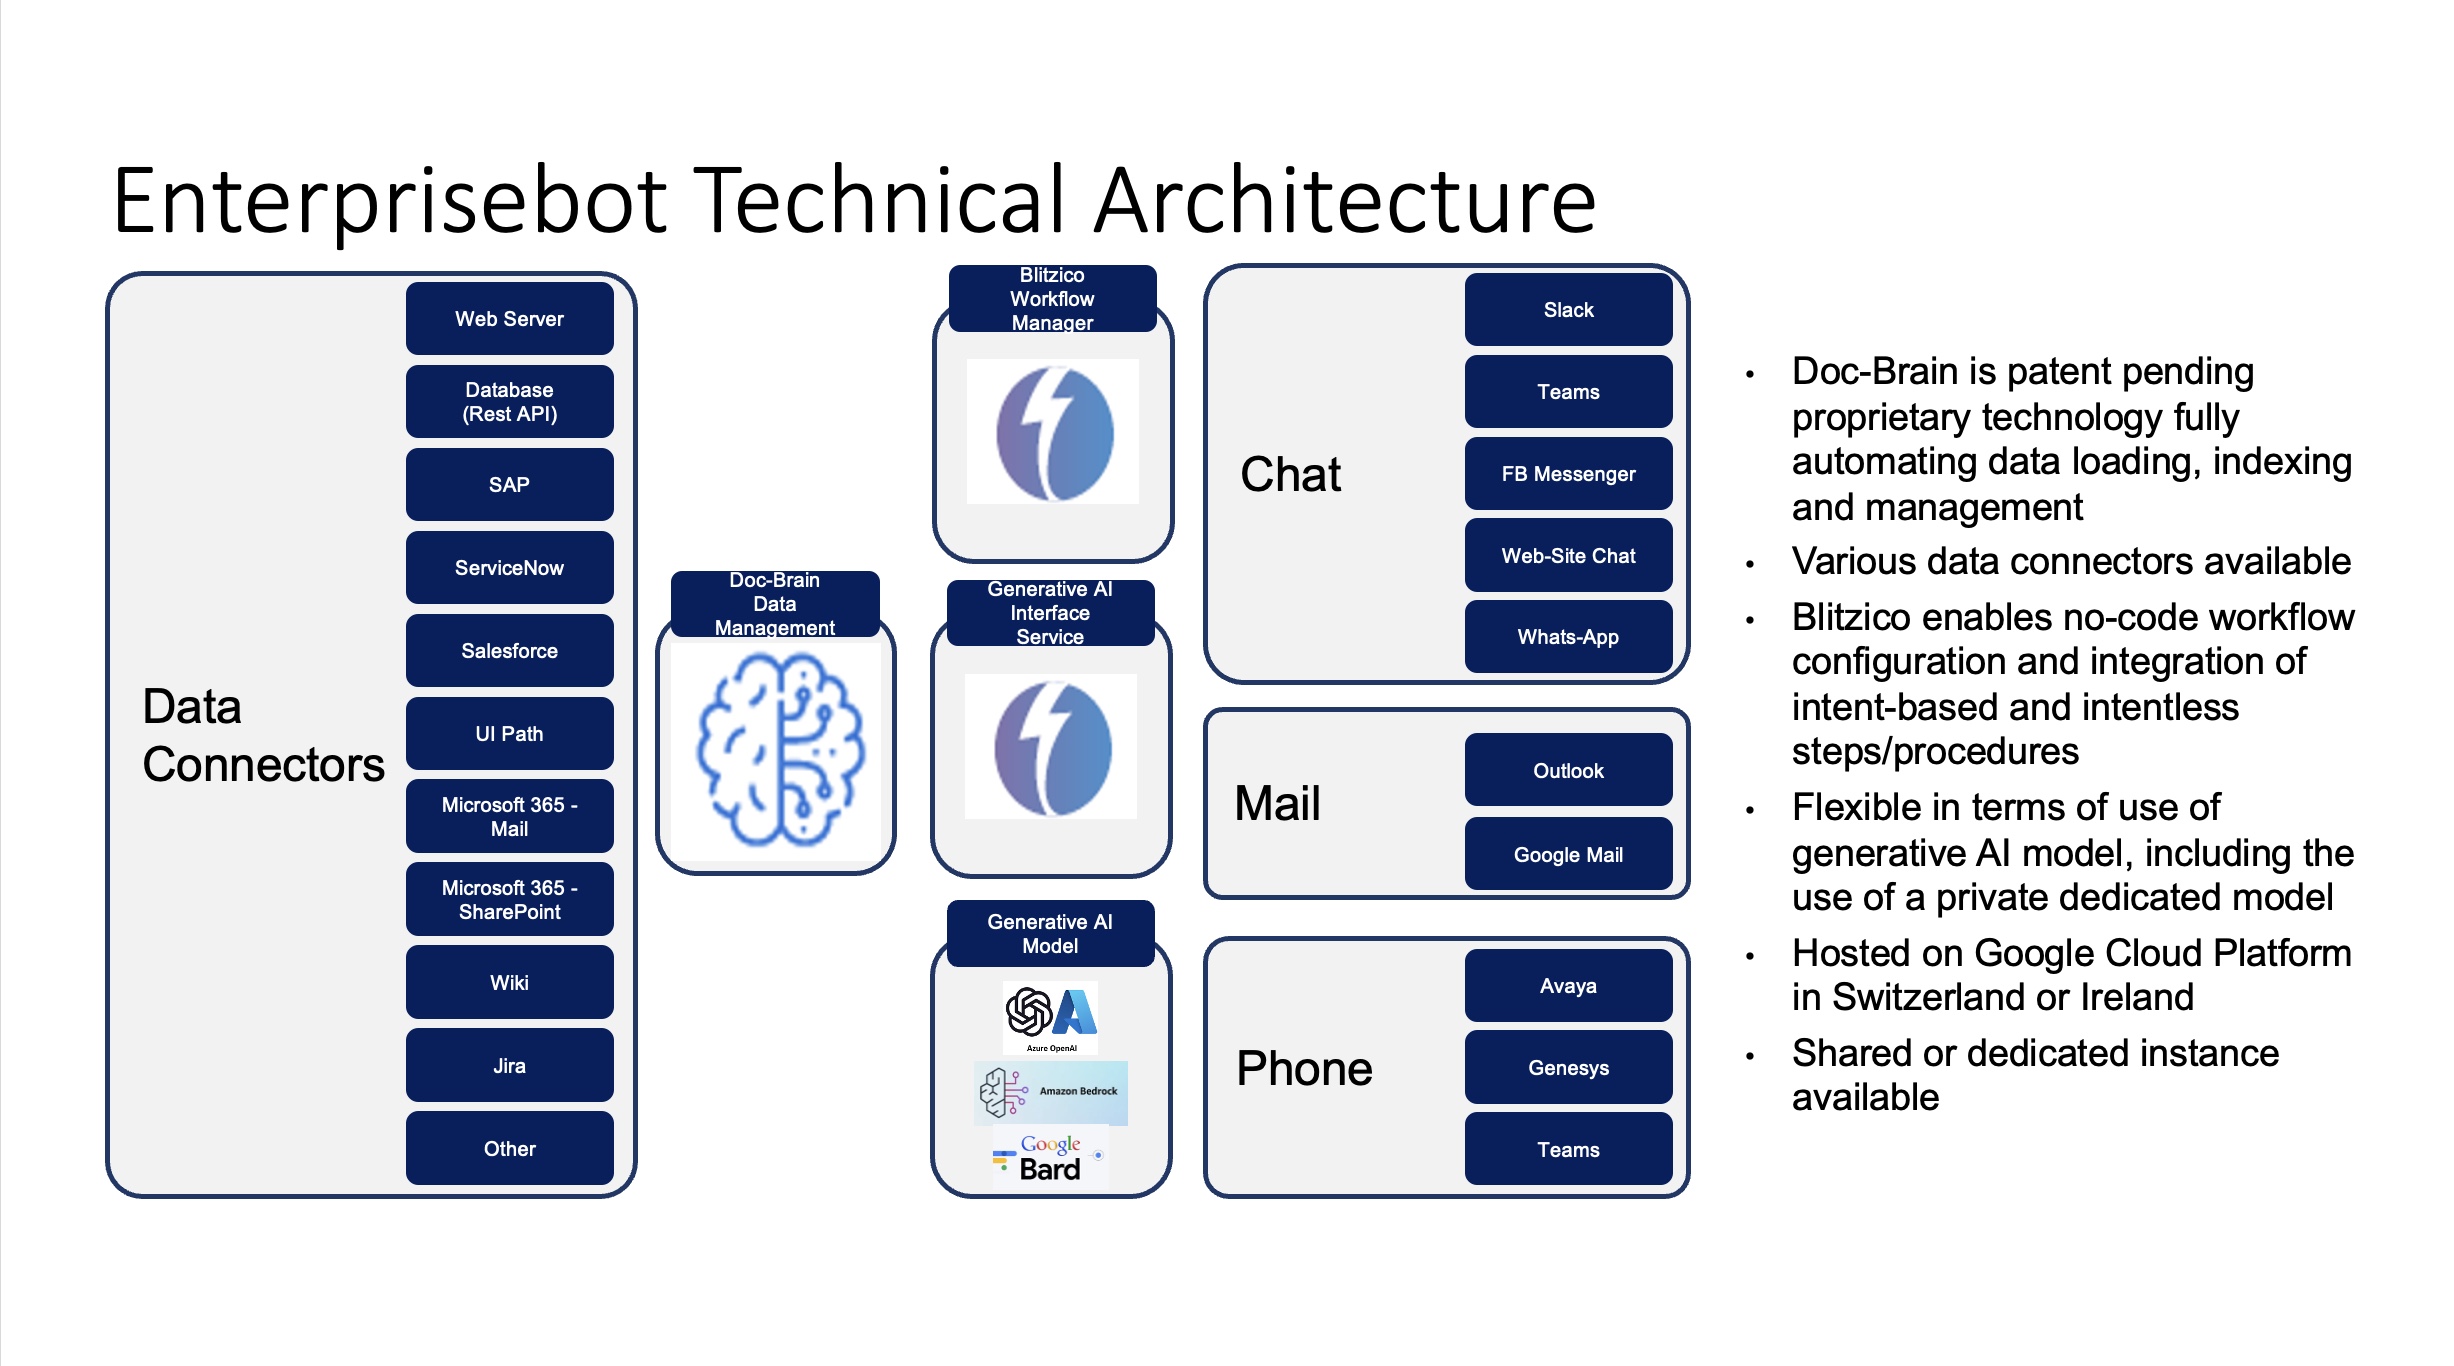 Enterprisebot Technical Architecture
Data
Connectors
Web Server
Database
(Rest API)
SAP
ServiceNow
Salesforce
UI Path
Microsoft 365 -
Mail
Microsoft 365 -
SharePoint
Wiki
Jira
Other
Doc-Brain
Data
Management
Blitzico
Workflow
Manager
Generative AI
Interface
Service
Generative AI
Model
Azure OpenAI
Amazon Bedrock
Google
Bard
Chat
Slack
Teams
FB Messenger
Web-Site Chat
Whats-App
Mail
Outlook
Google Mail
Phone
Avaya
Genesys
Teams
• Doc-Brain is patent pending
proprietary technology fully
automating data loading, indexing
and management
• Various data connectors available
• Blitzico enables no-code workflow
configuration and integration of
intent-based and intentless
steps/procedures
• Flexible in terms of use of
generative AI model, including the
use of a private dedicated model
• Hosted on Google Cloud Platform
in Switzerland or Ireland
• Shared or dedicated instance
available